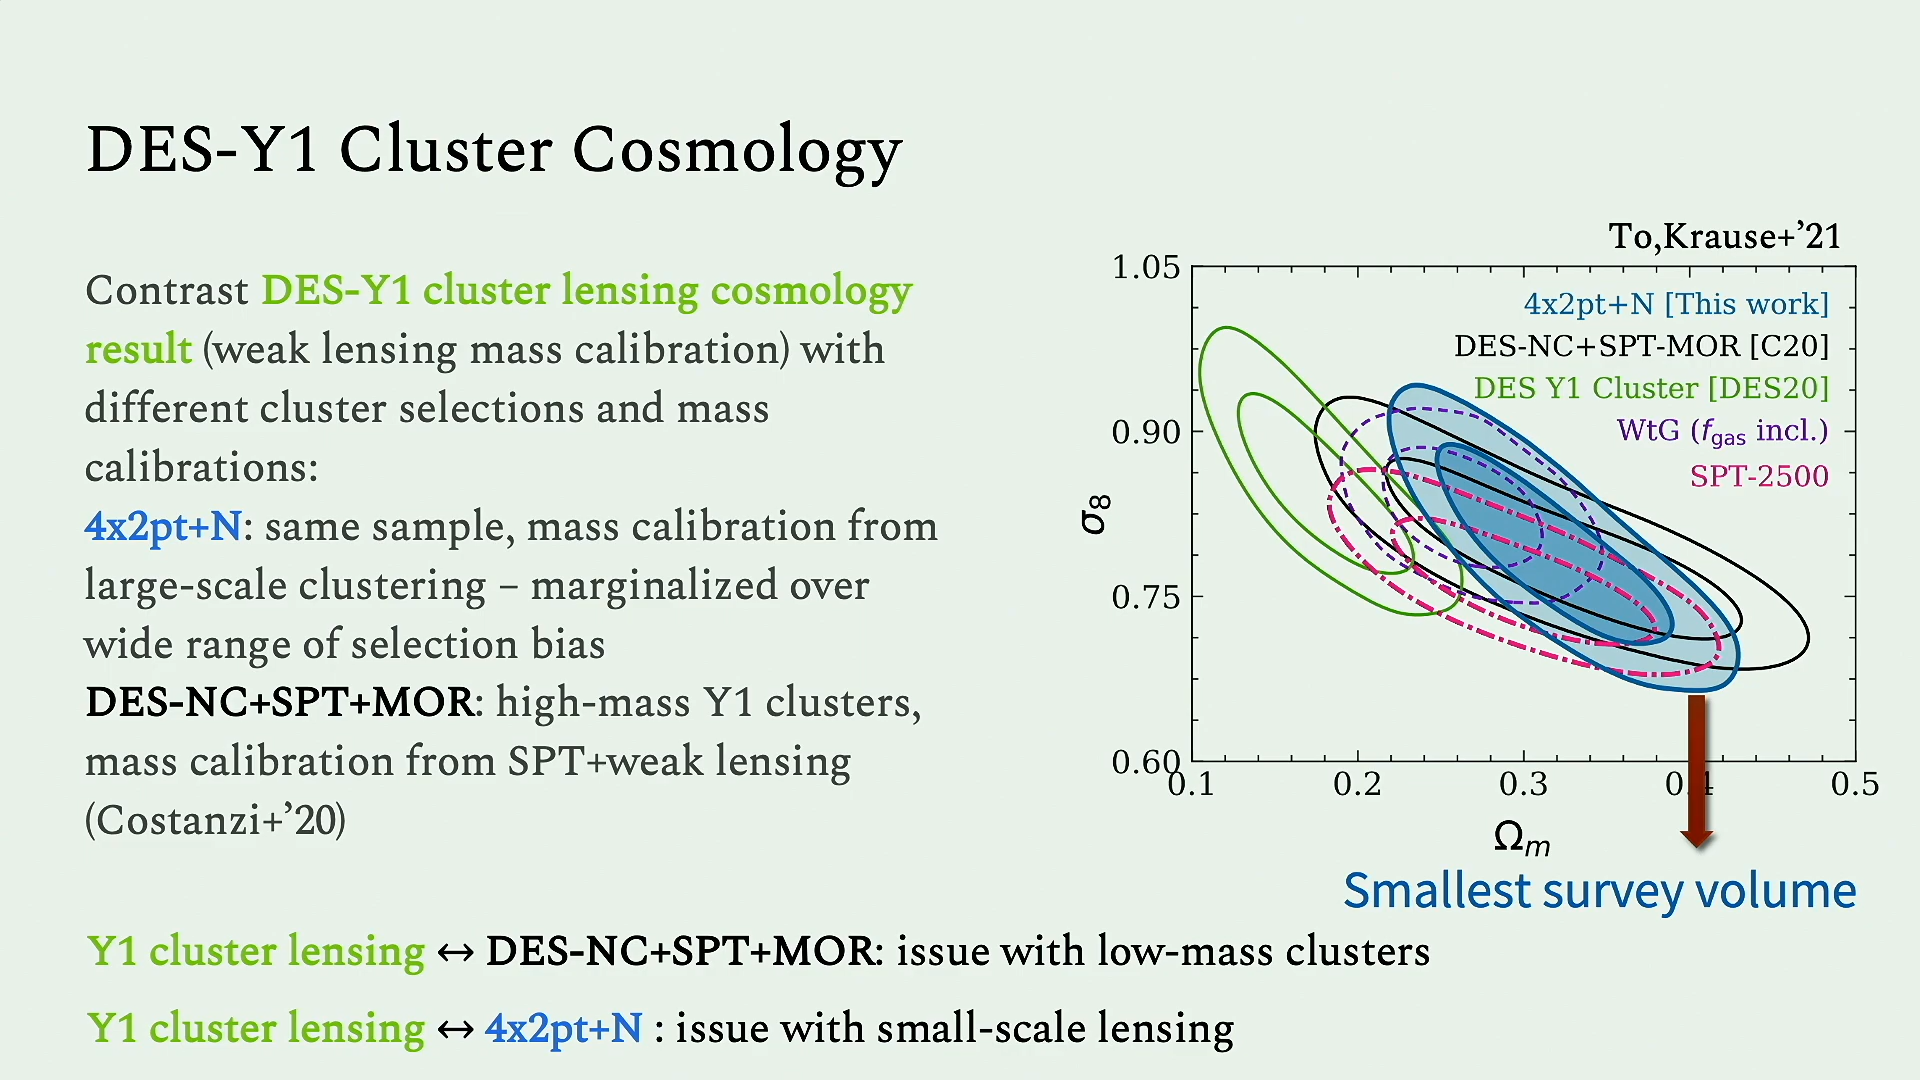 DES-Y1 Cluster Cosmology
Contrast DES-Y1 cluster lensing cosmology
result (weak lensing mass calibration) with
different cluster selections and mass
calibrations:
4x2pt+N: same sample, mass calibration from
large-scale clustering – marginalized over
wide range of selection bias
DES-NC+SPT+MOR: high-mass Y1 clusters,
mass calibration from SPT+weak lensing
(Costanzi+’20)
To,Krause+’21
4x2pt+N [This work]
DES-NC+SPT-MOR [C20]
DES Y1 Cluster [DES20]
WtG (fgas incl.)
SPT-2500
1.05
0.90
0.75
0.60
σ8
0.1 0.2 0.3 0.4 0.5
Ωm
Smallest survey volume
Y1 cluster lensing ↔ DES-NC+SPT+MOR: issue with low-mass clusters
Y1 cluster lensing ↔ 4x2pt+N : issue with small-scale lensing